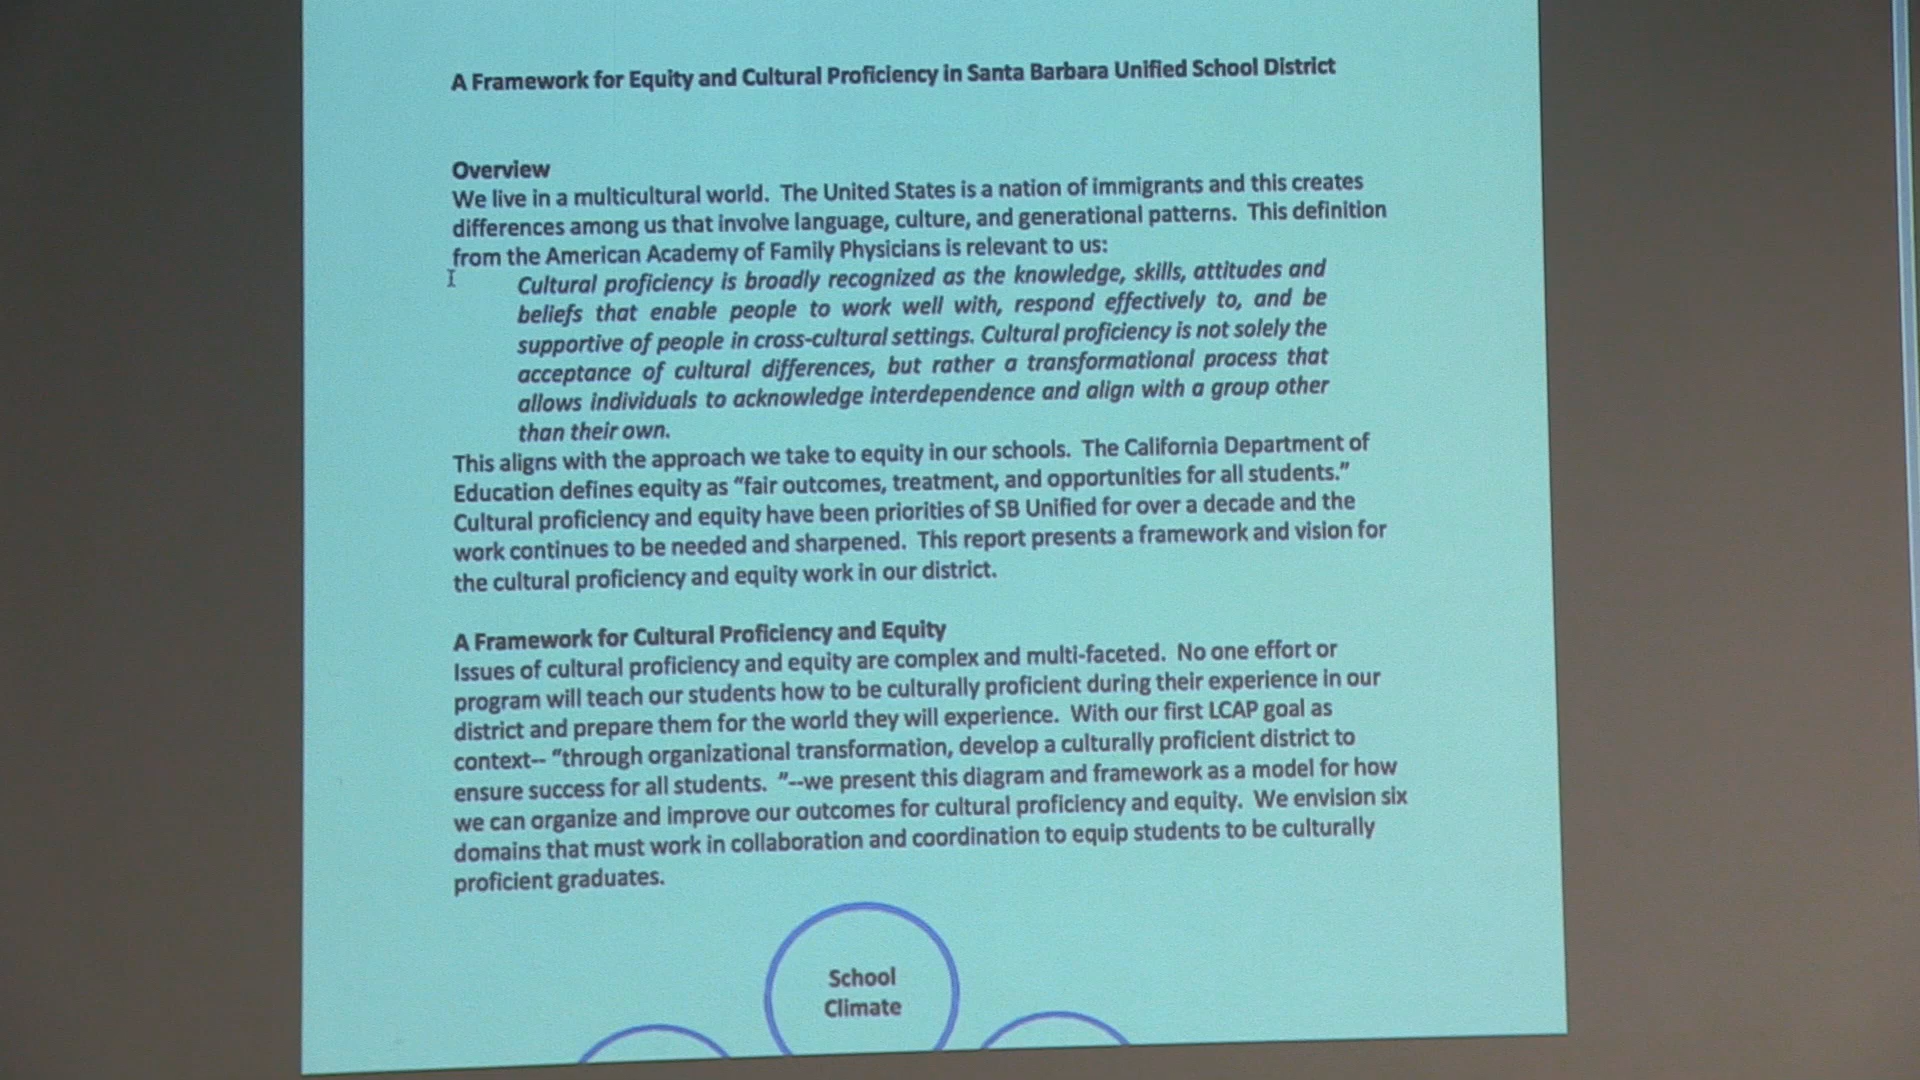 A Framework for Equity and Cultural Proficiency in Santa Barbara Unified School District
Overview
We live in a multicultural world. The United States is a nation of immigrants and this creates
differences among us that involve language, culture, and generational patterns. This definition
from the American Academy of Family Physicians is relevant to us:
Cultural proficiency is broadly recognized as the knowledge, skills, attitudes and
beliefs that enable people to work well with, respond effectively to, and be
supportive of people in cross-cultural settings. Cultural proficiency is not solely the
acceptance of cultural differences, but rather a transformational process that
allows individuals to acknowledge interdependence and align with a group other
than their own.
This aligns with the approach we take to equity in our schools. The California Department of
Education defines equity as “fair outcomes, treatment, and opportunities for all students.”
Cultural proficiency and equity have been priorities of SB Unified for over a decade and the
work continues to be needed and sharpened. This report presents a framework and vision for
the cultural proficiency and equity work in our district.
A Framework for Cultural Proficiency and Equity
Issues of cultural proficiency and equity are complex and multi-faceted. No one effort or
program will teach our students how to be culturally proficient during their experience in our
district and prepare them for the world they will experience. With our first LCAP goal as
context-- “through organizational transformation, develop a culturally proficient district to
ensure success for all students. ”--we present this diagram and framework as a model for how
we can organize and improve our outcomes for cultural proficiency and equity. We envision six
domains that must work in collaboration and coordination to equip students to be culturally
proficient graduates.
School
Climate